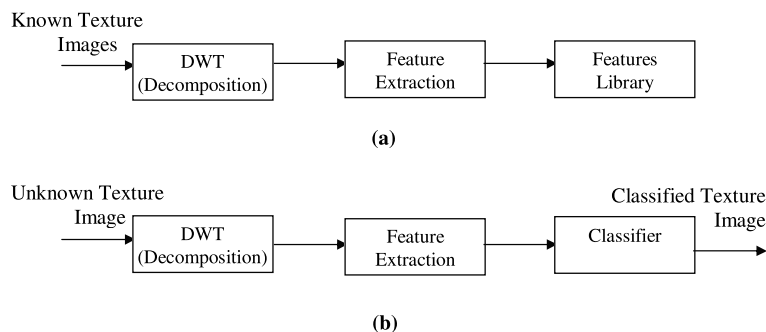 Known Texture
Images
DWT
(Decomposition)
Feature
Extraction
Features
Library
(a)
Unknown Texture
Image
DWT
(Decomposition)
Feature
Extraction
Classifier
Classified Texture
Image
(b)